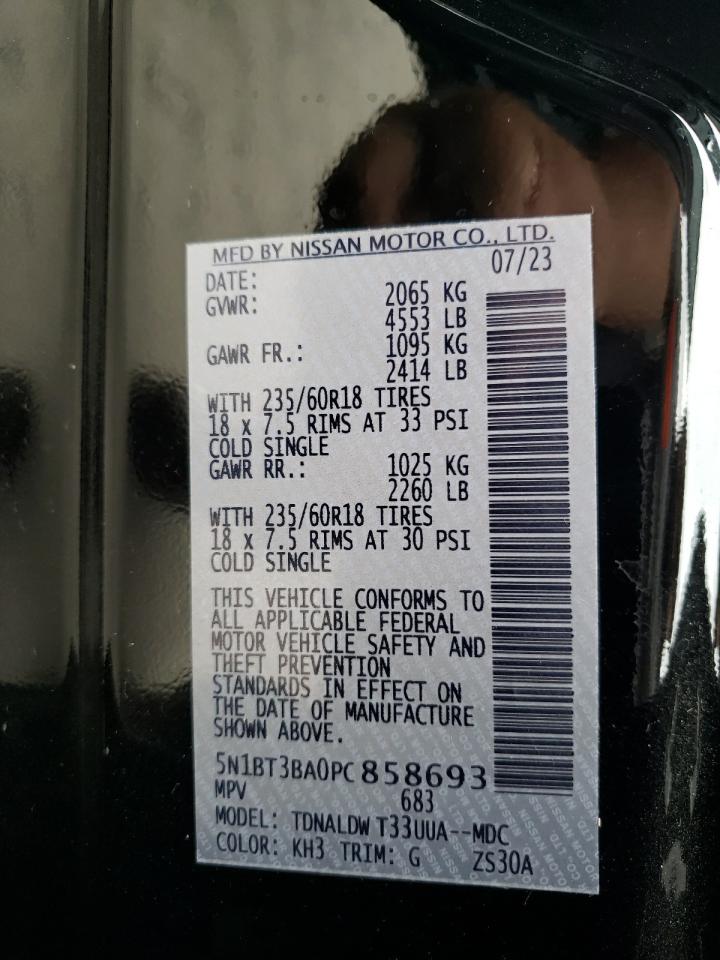 MFD BY NISSAN MOTOR CO., LTD.
DATE: 07/23
GVWR: 2065 KG
4553 LB
GAWR FR.: 1095 KG
2414 LB
WITH 235/60R18 TIRES
18 x 7.5 RIMS AT 33 PSI
COLD SINGLE
GAWR RR.: 1025 KG
2260 LB
WITH 235/60R18 TIRES
18 x 7.5 RIMS AT 30 PSI
COLD SINGLE
THIS VEHICLE CONFORMS TO
ALL APPLICABLE FEDERAL
MOTOR VEHICLE SAFETY AND
THEFT PREVENTION
STANDARDS IN EFFECT ON
THE DATE OF MANUFACTURE
SHOWN ABOVE.
5N1BT3BA0PC858693
MPV 683
MODEL: TDNALDW T33UUA--MDC
COLOR: KH3 TRIM: G ZS30A